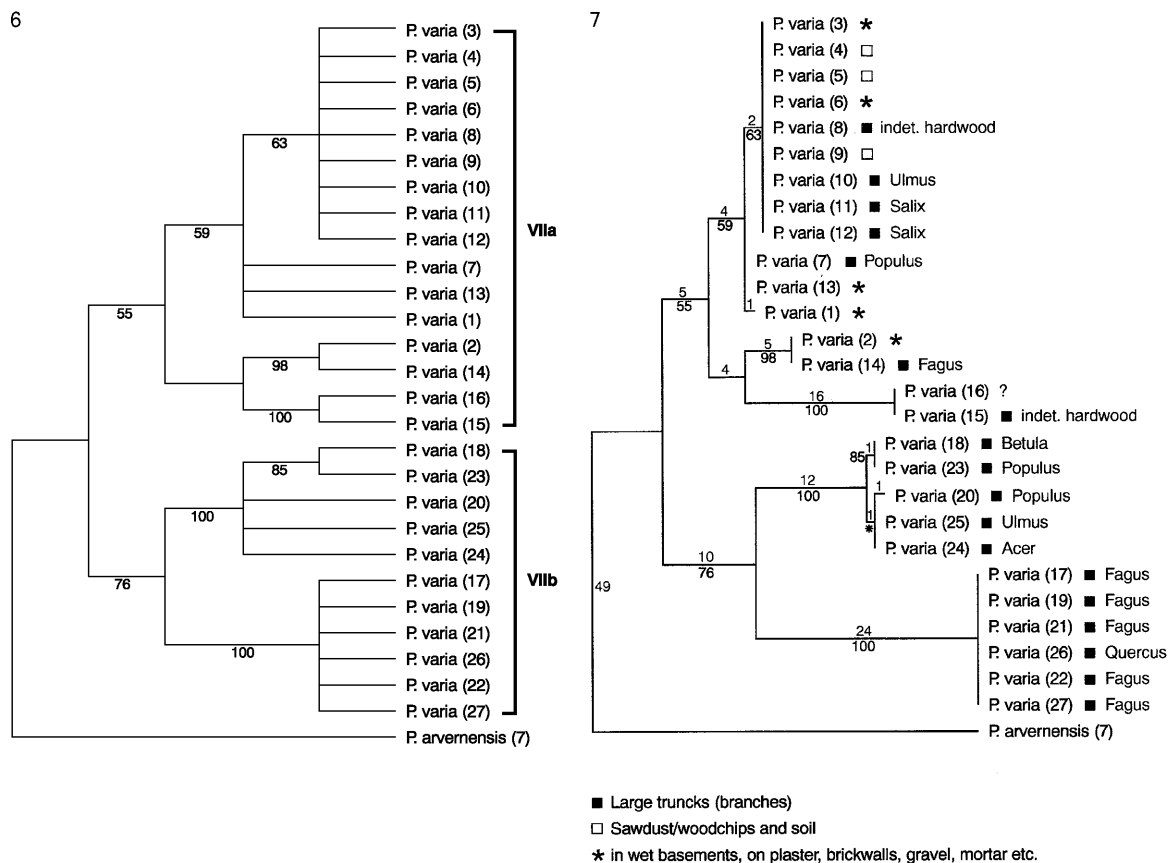 6
P. varia (3)
P. varia (4)
P. varia (5)
P. varia (6)
P. varia (8)
63
P. varia (9)
P. varia (10)
P. varia (11)
VIIa
59
P. varia (12)
P. varia (7)
P. varia (13)
55
P. varia (1)
P. varia (2)
98
P. varia (14)
P. varia (16)
100
P. varia (15)
P. varia (18)
85
P. varia (23)
P. varia (20)
100
P. varia (25)
P. varia (24)
76
P. varia (17)
VIIb
P. varia (19)
P. varia (21)
100
P. varia (26)
P. varia (22)
P. varia (27)
P. arvernensis (7)
7
P. varia (3) *
P. varia (4) □
P. varia (5) □
P. varia (6) *
2
63
P. varia (8) ■ indet. hardwood
P. varia (9) □
P. varia (10) ■ Ulmus
P. varia (11) ■ Salix
4
59
P. varia (12) ■ Salix
P. varia (7) ■ Populus
P. varia (13) *
5
55
1
P. varia (1) *
P. varia (2) *
5
98
P. varia (14) ■ Fagus
4
P. varia (16) ?
16
100
P. varia (15) ■ indet. hardwood
1
P. varia (18) ■ Betula
85
P. varia (23) ■ Populus
12
100
1
P. varia (20) ■ Populus
1
*
P. varia (25) ■ Ulmus
P. varia (24) ■ Acer
10
76
P. varia (17) ■ Fagus
49
P. varia (19) ■ Fagus
P. varia (21) ■ Fagus
24
100
P. varia (26) ■ Quercus
P. varia (22) ■ Fagus
P. varia (27) ■ Fagus
P. arvernensis (7)
■ Large truncks (branches)
□ Sawdust/woodchips and soil
* in wet basements, on plaster, brickwalls, gravel, mortar etc.